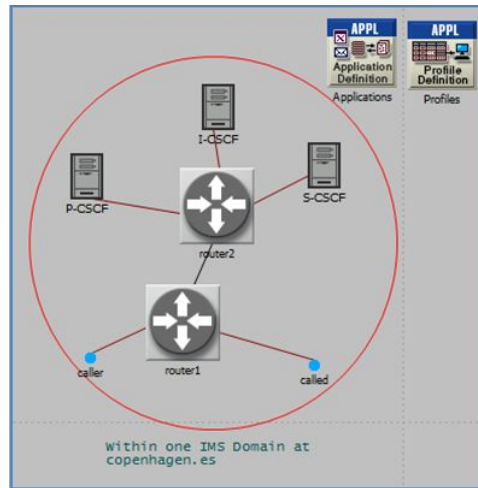 APPL
Application
Definition
Applications
APPL
Profile
Definition
Profiles
I-CSCF
P-CSCF
S-CSCF
router2
router1
caller
called
Within one IMS Domain at
copenhagen.es